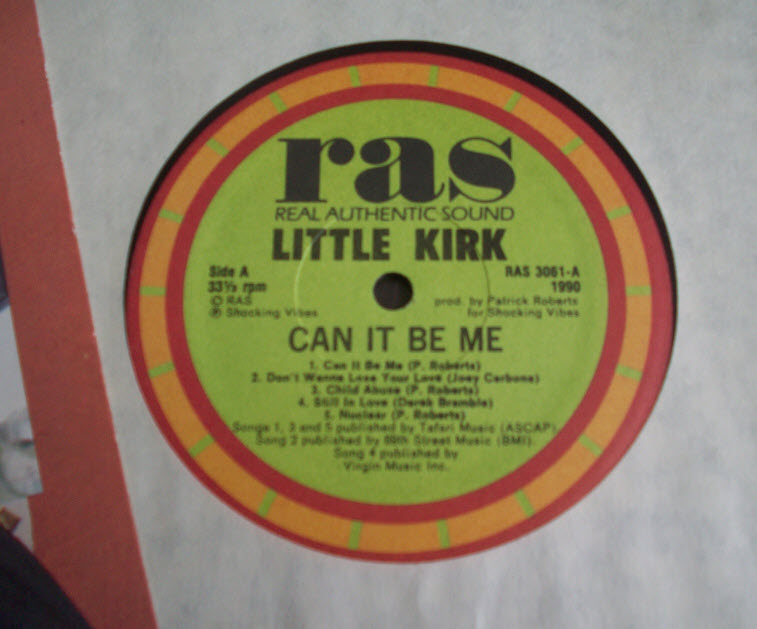 ras
REAL AUTHENTIC SOUND
LITTLE KIRK
Side A
33⅓ rpm
© RAS
℗ Shocking Vibes
RAS 3061-A
1990
prod. by Patrick Roberts
for Shocking Vibes
CAN IT BE ME
1. Can It Be Me (P. Roberts)
2. Don't Wanna Lose Your Love (Joey Carbone)
3. Child Abuse (P. Roberts)
4. Still In Love (Derek Bramble)
5. Nuclear (P. Roberts)
Songs 1, 3 and 5 published by Tafari Music (ASCAP).
Song 2 published by 88th Street Music (BMI).
Song 4 published by
Virgin Music Inc.